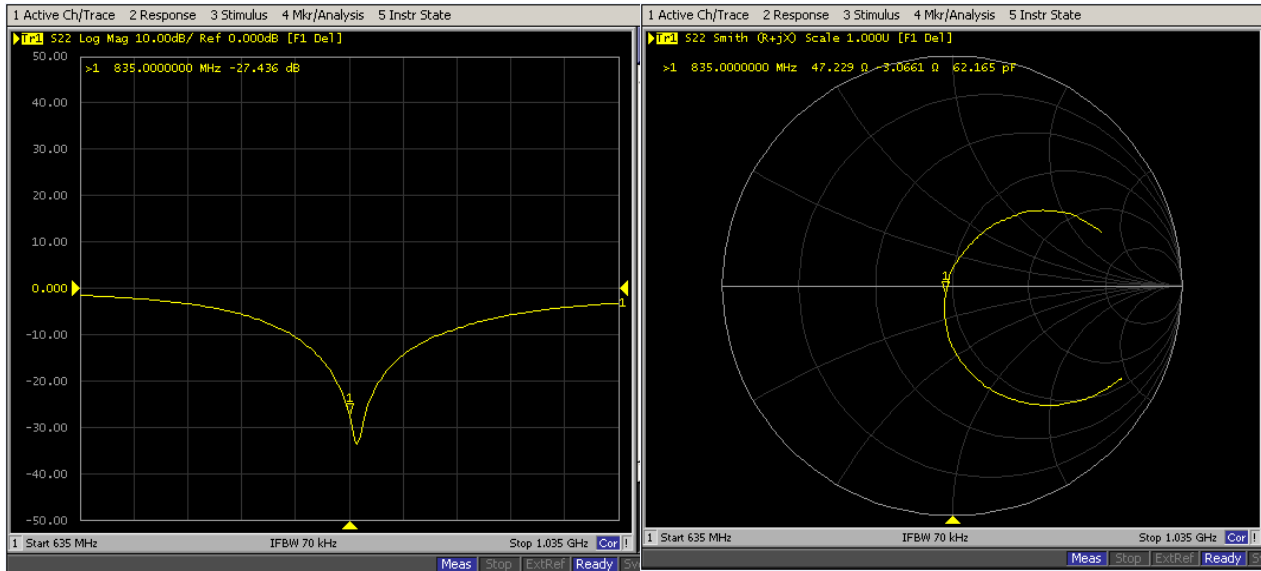 1 Active Ch/Trace 2 Response 3 Stimulus 4 Mkr/Analysis 5 Instr State
Tr1 S22 Log Mag 10.00dB/ Ref 0.000dB [F1 Del]
50.00
>1 835.0000000 MHz -27.436 dB
40.00
30.00
20.00
10.00
0.000
1
-10.00
-20.00
1
-30.00
-40.00
-50.00
1 Start 635 MHz IFBW 70 kHz Stop 1.035 GHz Cor !
Meas Stop ExtRef Ready
1 Active Ch/Trace 2 Response 3 Stimulus 4 Mkr/Analysis 5 Instr State
Tr1 S22 Smith (R+jX) Scale 1.000U [F1 Del]
>1 835.0000000 MHz 47.229 Ω -3.0661 Ω 62.165 pF
1
1 Start 635 MHz IFBW 70 kHz Stop 1.035 GHz Cor !
Meas Stop ExtRef Ready